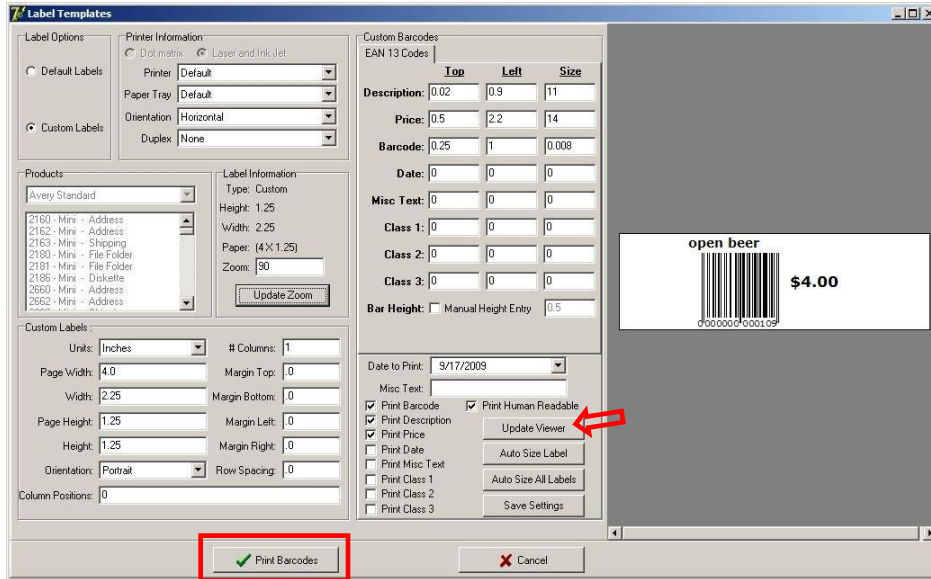 Label Templates
Label Options
Default Labels
Custom Labels
Printer Information
Dot matrix Laser and Ink Jet
Printer Default
Paper Tray Default
Orientation Horizontal
Duplex None
Products
Avery Standard
2160 - Mini - Address
2162 - Mini - Address
2163 - Mini - Shipping
2180 - Mini - File Folder
2181 - Mini - File Folder
2186 - Mini - Diskette
2660 - Mini - Address
2662 - Mini - Address
Label Information
Type: Custom
Height: 1.25
Width: 2.25
Paper: (4 X 1.25)
Zoom: 90
Update Zoom
Custom Labels :
Units: Inches # Columns: 1
Page Width: 4.0 Margin Top: .0
Width: 2.25 Margin Bottom: .0
Page Height: 1.25 Margin Left: .0
Height: 1.25 Margin Right: .0
Orientation: Portrait Row Spacing: .0
Column Positions: 0
Custom Barcodes
EAN 13 Codes
Top Left Size
Description: 0.02 0.9 11
Price: 0.5 2.2 14
Barcode: 0.25 1 0.008
Date: 0 0 0
Misc Text: 0 0 0
Class 1: 0 0 0
Class 2: 0 0 0
Class 3: 0 0 0
Bar Height: Manual Height Entry 0.5
Date to Print: 9/17/2009
Misc Text:
Print Barcode Print Human Readable
Print Description
Print Price
Print Date
Print Misc Text
Print Class 1
Print Class 2
Print Class 3
Update Viewer
Auto Size Label
Auto Size All Labels
Save Settings
open beer
$4.00
0 000000 000109
Print Barcodes
Cancel